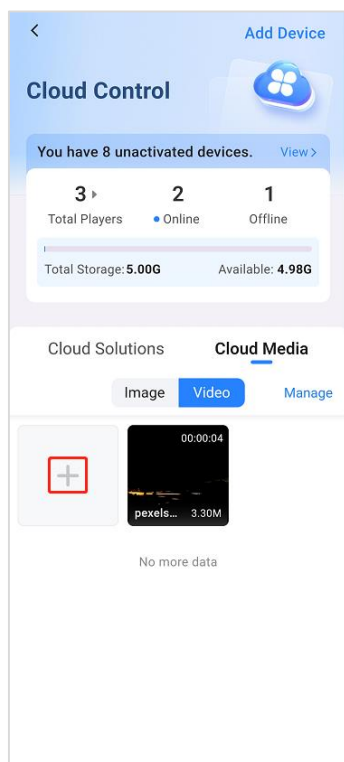 Add Device
Cloud Control
You have 8 unactivated devices. View >
3 2 1
Total Players Online Offline
Total Storage: 5.00G Available: 4.98G
Cloud Solutions Cloud Media
Image Video Manage
00:00:04
pexels... 3.30M
No more data